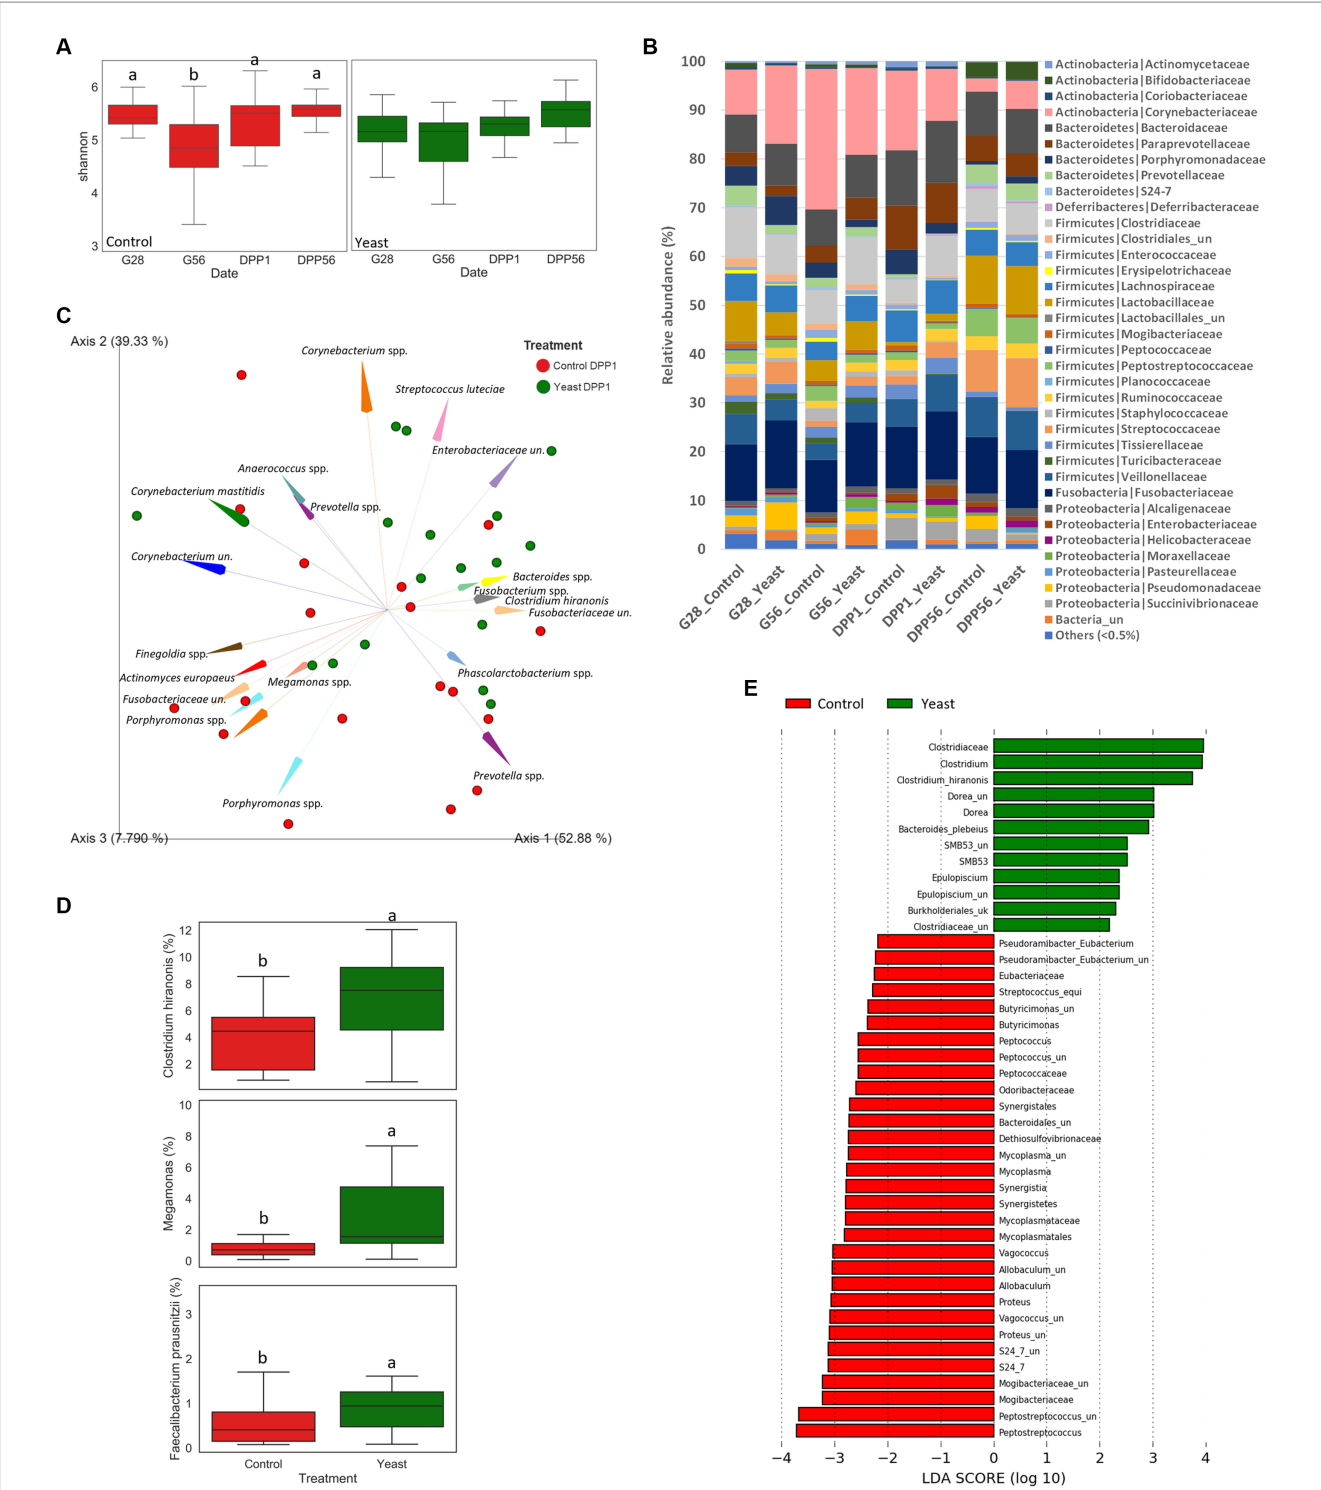 A
a
b
a
a
6
5
4
3
shannon
Control
Yeast
G28
G56
DPP1
DPP56
G28
G56
DPP1
DPP56
Date
Date
B
100
90
80
70
60
50
40
30
20
10
0
Relative abundance (%)
G28_Control
G28_Yeast
G56_Control
G56_Yeast
DPP1_Control
DPP1_Yeast
DPP56_Control
DPP56_Yeast
Actinobacteria|Actinomycetaceae
Actinobacteria|Bifidobacteriaceae
Actinobacteria|Coriobacteriaceae
Actinobacteria|Corynebacteriaceae
Bacteroidetes|Bacteroidaceae
Bacteroidetes|Paraprevotellaceae
Bacteroidetes|Porphyromonadaceae
Bacteroidetes|Prevotellaceae
Bacteroidetes|S24-7
Deferribacteres|Deferribacteraceae
Firmicutes|Clostridiaceae
Firmicutes|Clostridiales_un
Firmicutes|Enterococcaceae
Firmicutes|Erysipelotrichaceae
Firmicutes|Lachnospiraceae
Firmicutes|Lactobacillaceae
Firmicutes|Lactobacillales_un
Firmicutes|Mogibacteriaceae
Firmicutes|Peptococcaceae
Firmicutes|Peptostreptococcaceae
Firmicutes|Planococcaceae
Firmicutes|Ruminococcaceae
Firmicutes|Staphylococcaceae
Firmicutes|Streptococcaceae
Firmicutes|Tissierellaceae
Firmicutes|Turicibacteraceae
Firmicutes|Veillonellaceae
Fusobacteria|Fusobacteriaceae
Proteobacteria|Alcaligenaceae
Proteobacteria|Enterobacteriaceae
Proteobacteria|Helicobacteraceae
Proteobacteria|Moraxellaceae
Proteobacteria|Pasteurellaceae
Proteobacteria|Pseudomonadaceae
Proteobacteria|Succinivibrionaceae
Bacteria_un
Others (<0.5%)
C
Axis 2 (39.33 %)
Treatment
Control DPP1
Yeast DPP1
Corynebacterium spp.
Streptococcus luteciae
Enterobacteriaceae un.
Anaerococcus spp.
Corynebacterium mastitidis
Prevotella spp.
Corynebacterium un.
Bacteroides spp.
Fusobacterium spp.
Clostridium hiranonis
Fusobacteriaceae un.
Finegoldia spp.
Phascolarctobacterium spp.
Actinomyces europaeus
Megamonas spp.
Fusobacteriaceae un.
Porphyromonas spp.
Prevotella spp.
Porphyromonas spp.
Axis 3 (7.790 %)
Axis 1 (52.88 %)
D
Clostridium hiranonis (%)
12
10
8
6
4
2
b
a
Megamonas (%)
10
8
6
4
2
0
b
a
Faecalibacterium prausnitzii (%)
3
2
1
0
b
a
Control
Yeast
Treatment
E
Control
Yeast
Clostridiaceae
Clostridium
Clostridium_hiranonis
Dorea_un
Dorea
Bacteroides_plebeius
SMB53_un
SMB53
Epulopiscium
Epulopiscium_un
Burkholderiales_uk
Clostridiaceae_un
Pseudoramibacter_Eubacterium
Pseudoramibacter_Eubacterium_un
Eubacteriaceae
Streptococcus_equi
Butyricimonas_un
Butyricimonas
Peptococcus
Peptococcus_un
Peptococcaceae
Odoribacteraceae
Synergistales
Bacteroidales_un
Dethiosulfovibrionaceae
Mycoplasma_un
Mycoplasma
Synergistia
Synergistetes
Mycoplasmataceae
Mycoplasmatales
Vagococcus
Allobaculum_un
Allobaculum
Proteus
Vagococcus_un
Proteus_un
S24_7_un
S24_7
Mogibacteriaceae_un
Mogibacteriaceae
Peptostreptococcus_un
Peptostreptococcus
−4
−3
−2
−1
0
1
2
3
4
LDA SCORE (log 10)